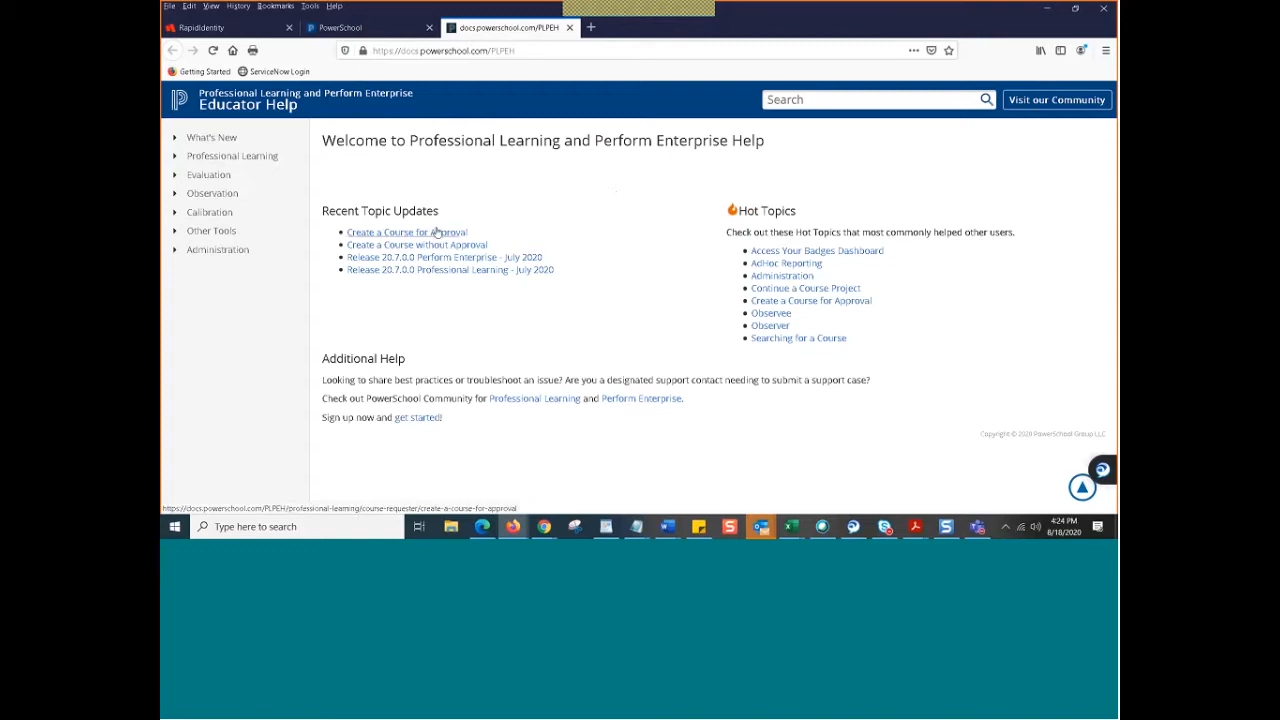 File Edit View History Bookmarks Tools Help
RapidIdentity
PowerSchool
docs.powerschool.com/PLPEH
https://docs.powerschool.com/PLPEH
Getting Started
ServiceNow Login
Professional Learning and Perform Enterprise
Educator Help
Search
Visit our Community
What's New
Professional Learning
Evaluation
Observation
Calibration
Other Tools
Administration
Welcome to Professional Learning and Perform Enterprise Help
Recent Topic Updates
Create a Course for Approval
Create a Course without Approval
Release 20.7.0.0 Perform Enterprise - July 2020
Release 20.7.0.0 Professional Learning - July 2020
Hot Topics
Check out these Hot Topics that most commonly helped other users.
Access Your Badges Dashboard
AdHoc Reporting
Administration
Continue a Course Project
Create a Course for Approval
Observee
Observer
Searching for a Course
Additional Help
Looking to share best practices or troubleshoot an issue? Are you a designated support contact needing to submit a support case?
Check out PowerSchool Community for Professional Learning and Perform Enterprise.
Sign up now and get started!
Copyright © 2020 PowerSchool Group LLC
https://docs.powerschool.com/PLPEH/professional-learning/course-requester/create-a-course-for-approval
Type here to search
4:24 PM
8/18/2020